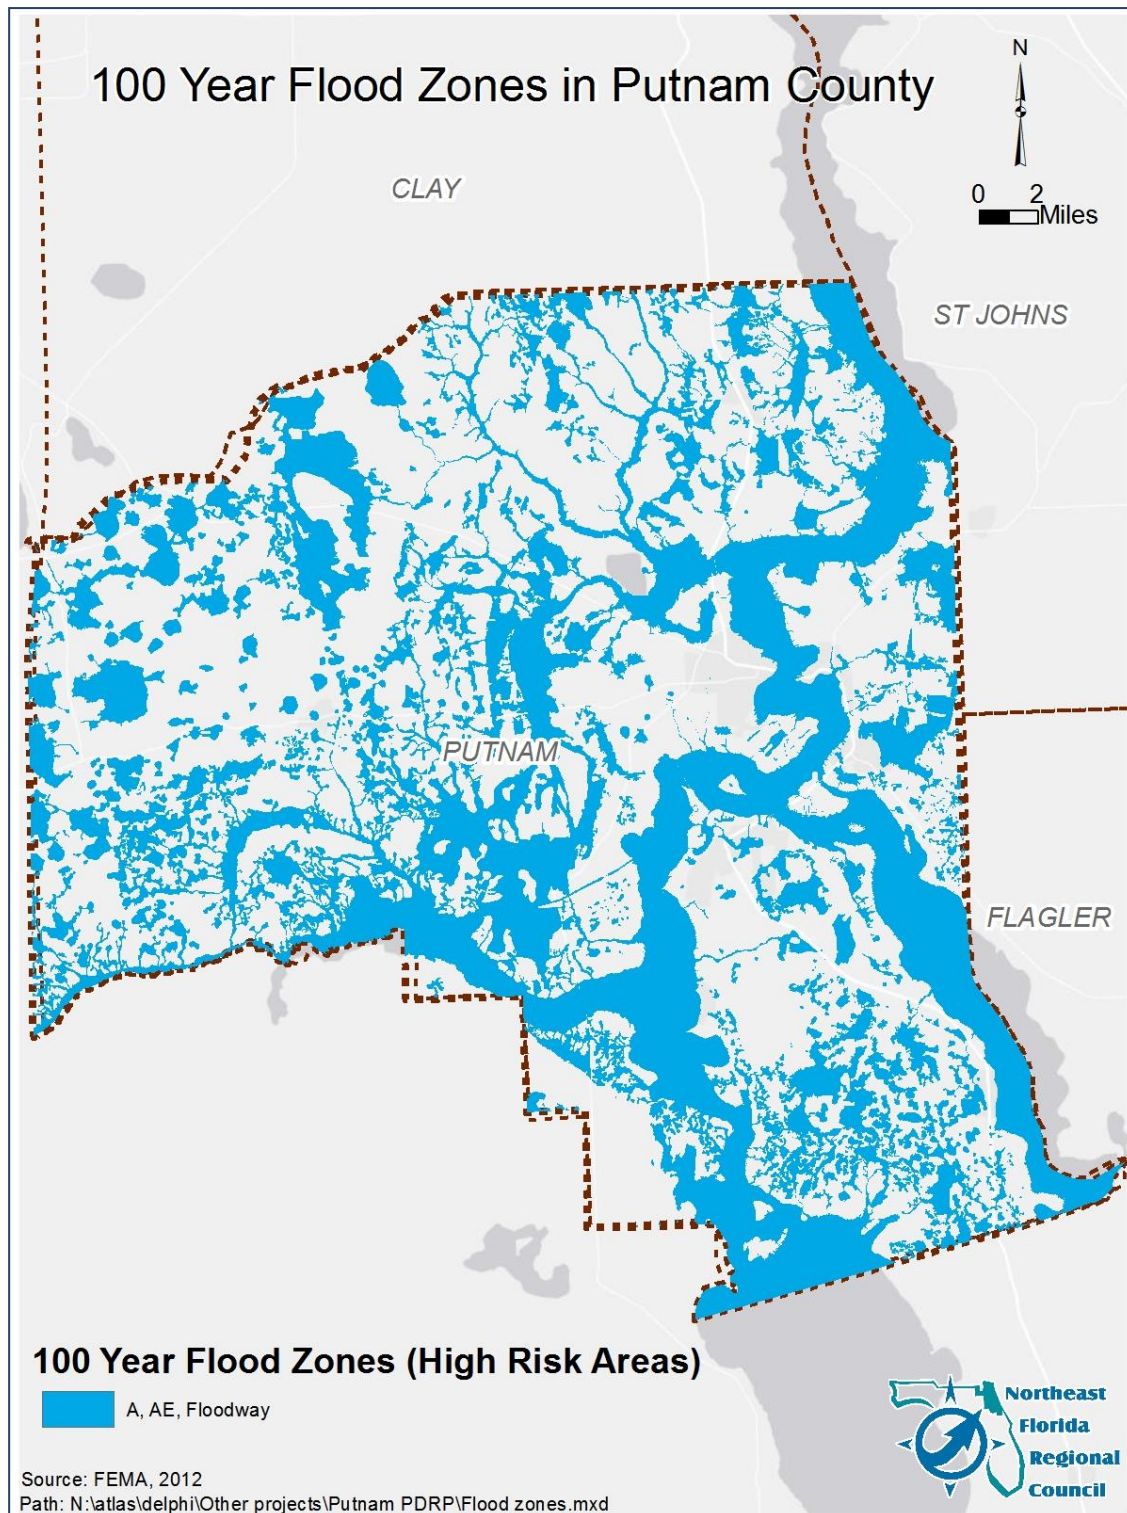 100 Year Flood Zones in Putnam County
N
0 2
Miles
CLAY
ST JOHNS
PUTNAM
FLAGLER
100 Year Flood Zones (High Risk Areas)
A, AE, Floodway
Northeast
Florida
Regional
Council
Source: FEMA, 2012
Path: N:\atlas\delphi\Other projects\Putnam PDRP\Flood zones.mxd